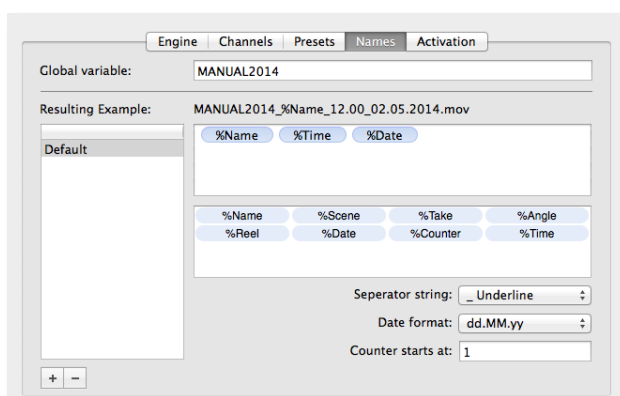 Engine Channels Presets Names Activation
Global variable: MANUAL2014
Resulting Example: MANUAL2014_%Name_12.00_02.05.2014.mov
Default
%Name %Time %Date
%Name %Scene %Take %Angle
%Reel %Date %Counter %Time
Seperator string: _ Underline
Date format: dd.MM.yy
Counter starts at: 1
+ −